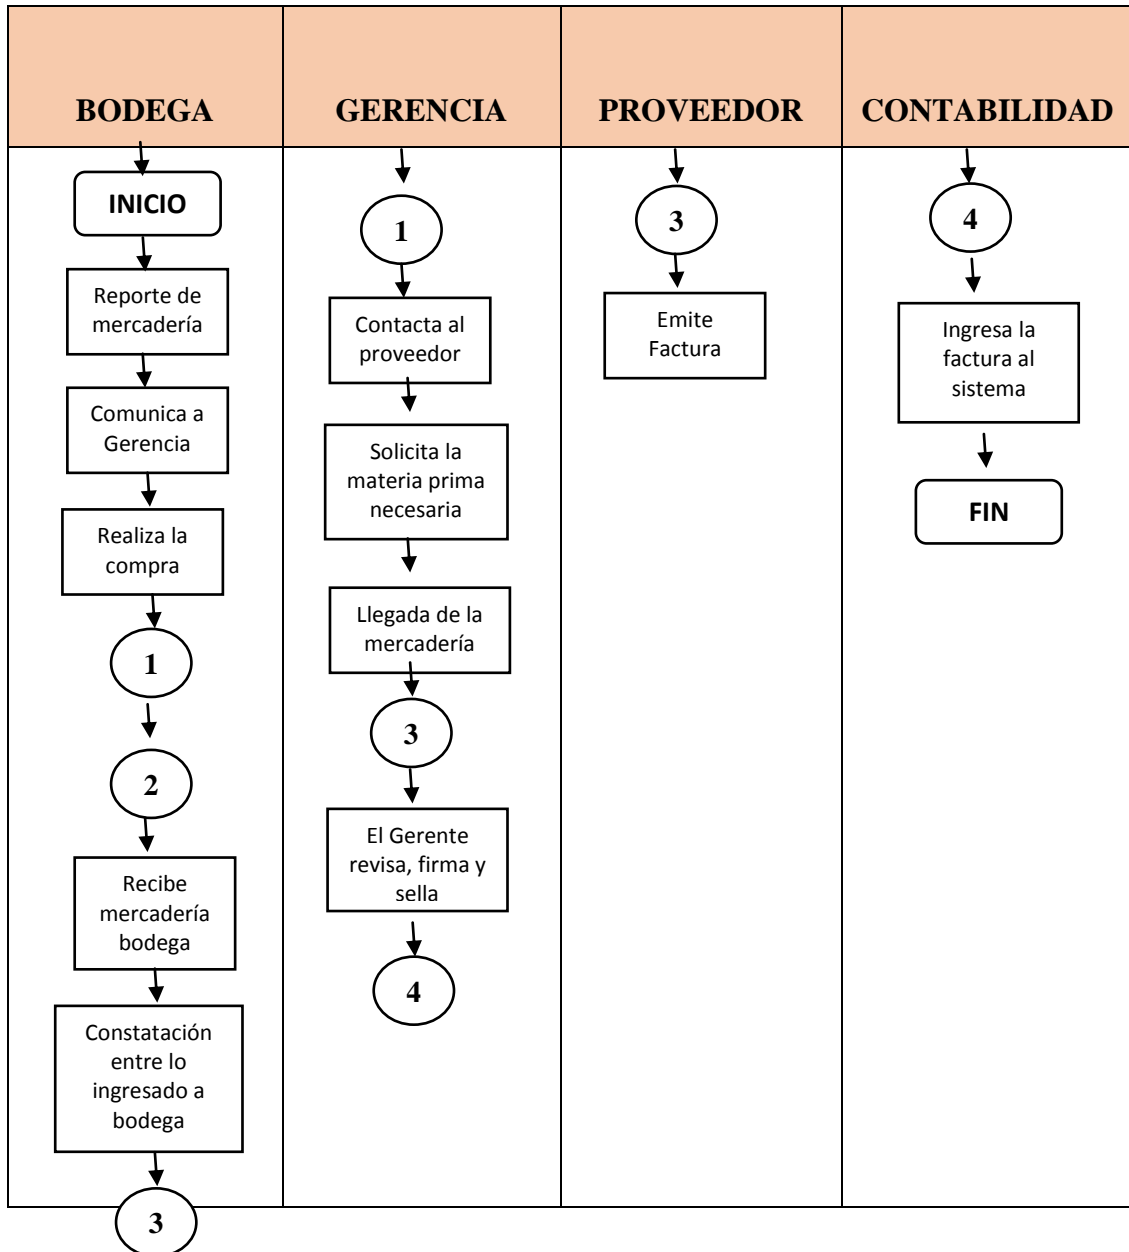 BODEGA
GERENCIA
PROVEEDOR
CONTABILIDAD
INICIO
Reporte de
mercadería
Comunica a
Gerencia
Realiza la
compra
1
2
Recibe
mercadería
bodega
Constatación
entre lo
ingresado a
bodega
3
1
Contacta al
proveedor
Solicita la
materia prima
necesaria
Llegada de la
mercadería
3
El Gerente
revisa, firma y
sella
4
3
Emite
Factura
4
Ingresa la
factura al
sistema
FIN